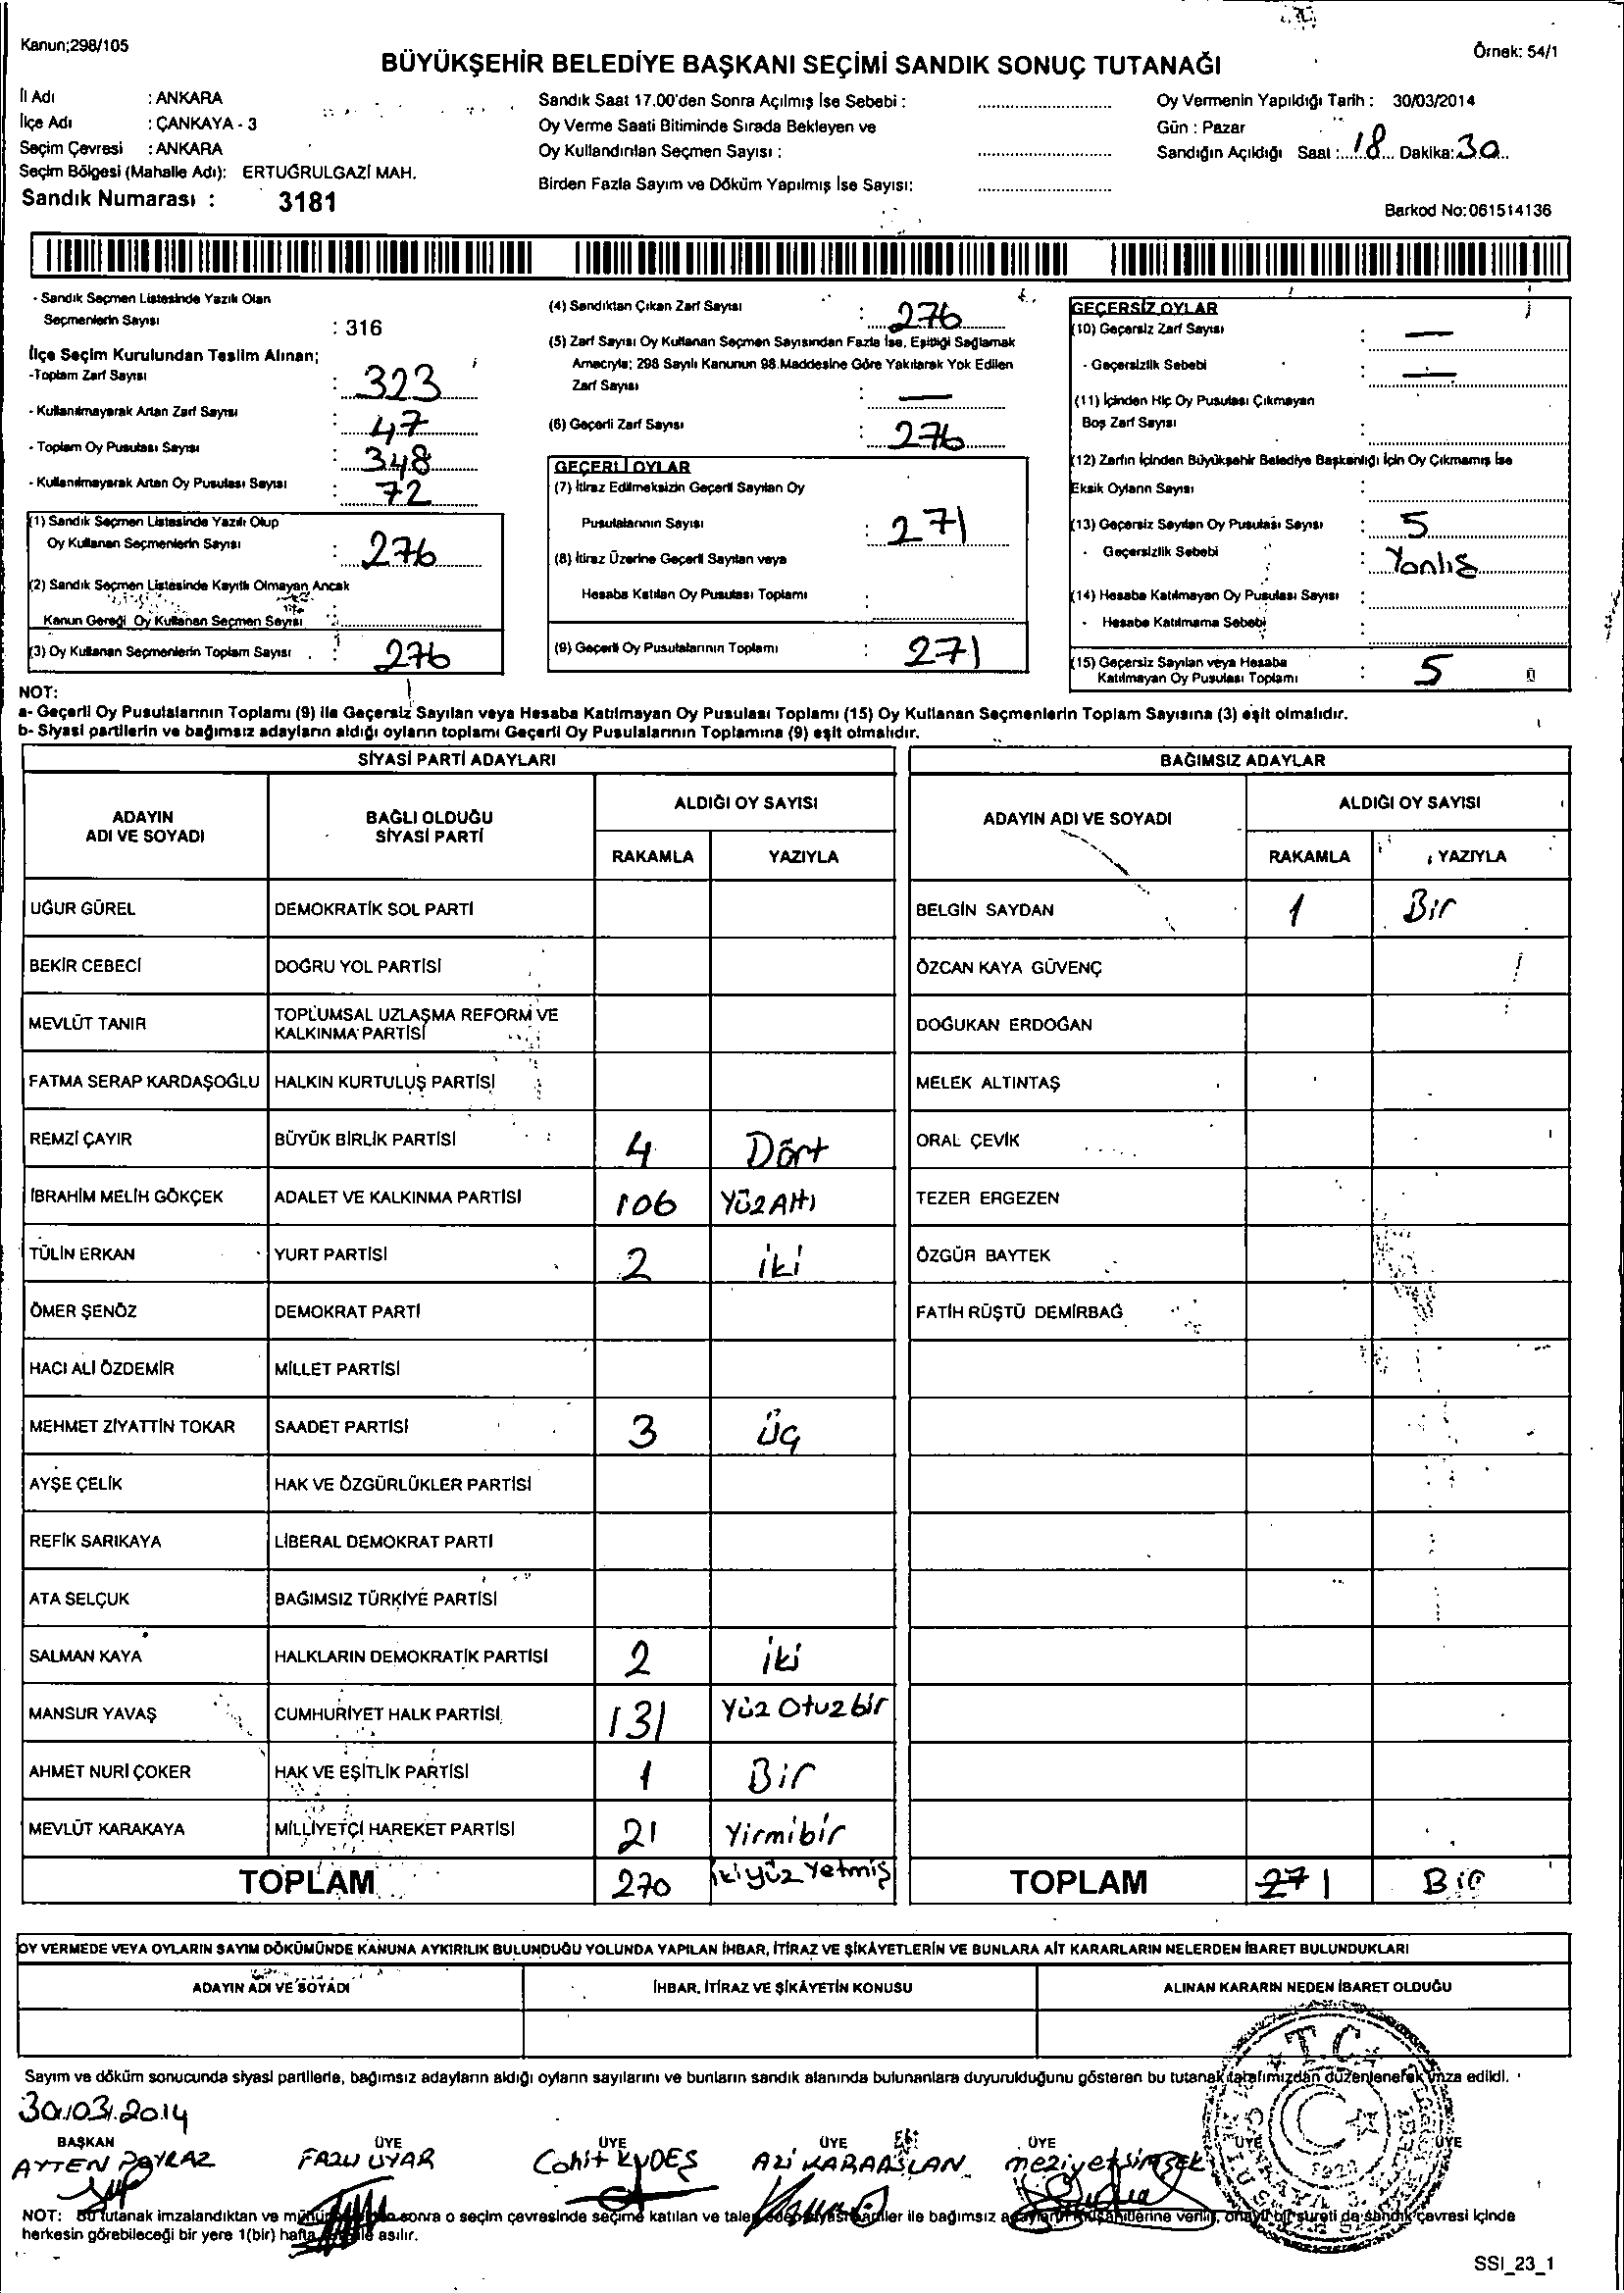 Kanun;298/105
Örnek: 54/1
BÜYÜKŞEHİR BELEDİYE BAŞKANI SEÇİMİ SANDIK SONUÇ TUTANAĞI
İl Adı : ANKARA
İlçe Adı : ÇANKAYA - 3
Seçim Çevresi : ANKARA
Seçim Bölgesi (Mahalle Adı): ERTUĞRULGAZİ MAH.
Sandık Numarası : 3181
Sandık Saat 17.00'den Sonra Açılmış İse Sebebi :
Oy Verme Saati Bitiminde Sırada Bekleyen ve
Oy Kullandırılan Seçmen Sayısı :
Birden Fazla Sayım ve Döküm Yapılmış İse Sayısı:
Oy Vermenin Yapıldığı Tarih : 30/03/2014
Gün : Pazar
Sandığın Açıldığı Saat : 18 Dakika: 30
Barkod No:061514136
- Sandık Seçmen Listesinde Yazılı Olan
Seçmenlerin Sayısı : 316
İlçe Seçim Kurulundan Teslim Alınan;
-Toplam Zarf Sayısı : 323
- Kullanılmayarak Artan Zarf Sayısı : 47
- Toplam Oy Pusulası Sayısı : 348
- Kullanılmayarak Artan Oy Pusulası Sayısı : 72
(1) Sandık Seçmen Listesinde Yazılı Olup
Oy Kullanan Seçmenlerin Sayısı : 276
(2) Sandık Seçmen Listesinde Kayıtlı Olmayan Ancak
Kanun Gereği Oy Kullanan Seçmen Sayısı :
(3) Oy Kullanan Seçmenlerin Toplam Sayısı : 276
(4) Sandıktan Çıkan Zarf Sayısı : 276
(5) Zarf Sayısı Oy Kullanan Seçmen Sayısından Fazla İse, Eşitliği Sağlamak
Amacıyla; 298 Sayılı Kanunun 98.Maddesine Göre Yakılarak Yok Edilen
Zarf Sayısı : —
(6) Geçerli Zarf Sayısı : 276
GEÇERLİ OYLAR
(7) İtiraz Edilmeksizin Geçerli Sayılan Oy
Pusulalarının Sayısı : 271
(8) İtiraz Üzerine Geçerli Sayılan veya
Hesaba Katılan Oy Pusulası Toplamı :
(9) Geçerli Oy Pusulalarının Toplamı : 271
GEÇERSİZ OYLAR
(10) Geçersiz Zarf Sayısı : —
- Geçersizlik Sebebi : —
(11) İçinden Hiç Oy Pusulası Çıkmayan
Boş Zarf Sayısı :
(12) Zarfın İçinden Büyükşehir Belediye Başkanlığı İçin Oy Çıkmamış İse
Eksik Oyların Sayısı :
(13) Geçersiz Sayılan Oy Pusulası Sayısı : 5
- Geçersizlik Sebebi : Yanlış
(14) Hesaba Katılmayan Oy Pusulası Sayısı :
- Hesaba Katılmama Sebebi :
(15) Geçersiz Sayılan veya Hesaba
Katılmayan Oy Pusulası Toplamı : 5
NOT:
a- Geçerli Oy Pusulalarının Toplamı (9) ile Geçersiz Sayılan veya Hesaba Katılmayan Oy Pusulası Toplamı (15) Oy Kullanan Seçmenlerin Toplam Sayısına (3) eşit olmalıdır.
b- Siyasi partilerin ve bağımsız adayların aldığı oyların toplamı Geçerli Oy Pusulalarının Toplamına (9) eşit olmalıdır.
SİYASİ PARTİ ADAYLARI
ADAYIN ADI VE SOYADI BAĞLI OLDUĞU SİYASİ PARTİ ALDIĞI OY SAYISI
RAKAMLA YAZIYLA
UĞUR GÜREL DEMOKRATİK SOL PARTİ
BEKİR CEBECİ DOĞRU YOL PARTİSİ
MEVLÜT TANIR TOPLUMSAL UZLAŞMA REFORM VE KALKINMA PARTİSİ
FATMA SERAP KARDAŞOĞLU HALKIN KURTULUŞ PARTİSİ
REMZİ ÇAYIR BÜYÜK BİRLİK PARTİSİ 4 Dört
İBRAHİM MELİH GÖKÇEK ADALET VE KALKINMA PARTİSİ 106 YüzAltı
TÜLİN ERKAN YURT PARTİSİ 2 iki
ÖMER ŞENÖZ DEMOKRAT PARTİ
HACI ALİ ÖZDEMİR MİLLET PARTİSİ
MEHMET ZİYATTİN TOKAR SAADET PARTİSİ 3 Üç
AYŞE ÇELİK HAK VE ÖZGÜRLÜKLER PARTİSİ
REFİK SARIKAYA LİBERAL DEMOKRAT PARTİ
ATA SELÇUK BAĞIMSIZ TÜRKİYE PARTİSİ
SALMAN KAYA HALKLARIN DEMOKRATİK PARTİSİ 2 iki
MANSUR YAVAŞ CUMHURİYET HALK PARTİSİ 131 Yüz Otuzbir
AHMET NURİ ÇOKER HAK VE EŞİTLİK PARTİSİ 1 Bir
MEVLÜT KARAKAYA MİLLİYETÇİ HAREKET PARTİSİ 21 Yirmibir
TOPLAM 270 ikiyüz Yetmiş
BAĞIMSIZ ADAYLAR
ADAYIN ADI VE SOYADI ALDIĞI OY SAYISI
RAKAMLA YAZIYLA
BELGİN SAYDAN 1 Bir
ÖZCAN KAYA GÜVENÇ
DOĞUKAN ERDOĞAN
MELEK ALTINTAŞ
ORAL ÇEVİK
TEZER ERGEZEN
ÖZGÜR BAYTEK
FATİH RÜŞTÜ DEMİRBAĞ
TOPLAM 27 1 Bir
OY VERMEDE VEYA OYLARIN SAYIM DÖKÜMÜNDE KANUNA AYKIRILIK BULUNDUĞU YOLUNDA YAPILAN İHBAR, İTİRAZ VE ŞİKÂYETLERİN VE BUNLARA AİT KARARLARIN NELERDEN İBARET BULUNDUKLARI
ADAYIN ADI VE SOYADI İHBAR, İTİRAZ VE ŞİKÂYETİN KONUSU ALINAN KARARIN NEDEN İBARET OLDUĞU
Sayım ve döküm sonucunda siyasi partilerle, bağımsız adayların aldığı oyların sayılarını ve bunların sandık alanında bulunanlara duyurulduğunu gösteren bu tutanak tarafımızdan düzenlenerek imza edildi.
30.03.2014
BAŞKAN ÜYE ÜYE ÜYE ÜYE ÜYE ÜYE
AYTEN POYRAZ Cahit ALİ KARAASLAN meziyet şimşek
T.C.
NOT: Bu tutanak imzalandıktan ve sonra o seçim çevresinde seçime katılan ve talep eden siyasi partiler ile bağımsız verilir, onaylı bir sureti de sandık çevresi içinde
herkesin görebileceği bir yere 1(bir) hafta asılır.
SSI_23_1